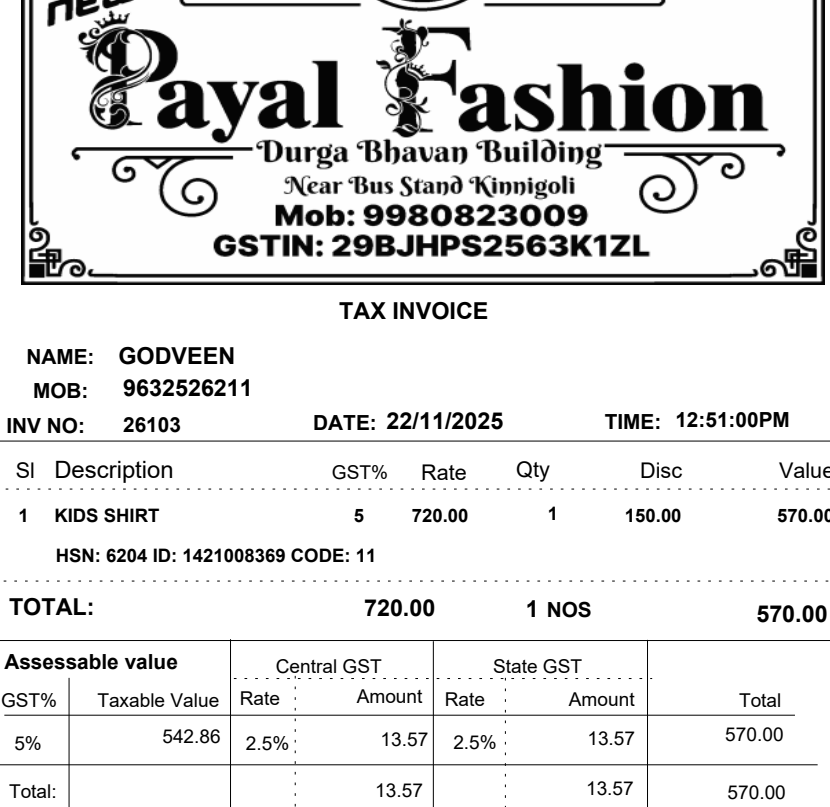 new
Payal Fashion
Durga Bhavan Building
Near Bus Stand Kinnigoli
Mob: 9980823009
GSTIN: 29BJHPS2563K1ZL
TAX INVOICE
NAME: GODVEEN
MOB: 9632526211
INV NO: 26103 DATE: 22/11/2025 TIME: 12:51:00PM
Sl Description GST% Rate Qty Disc Value
1 KIDS SHIRT 5 720.00 1 150.00 570.00
HSN: 6204 ID: 1421008369 CODE: 11
TOTAL: 720.00 1 NOS 570.00
Assessable value Central GST State GST
GST% Taxable Value Rate Amount Rate Amount Total
5% 542.86 2.5% 13.57 2.5% 13.57 570.00
Total: 13.57 13.57 570.00